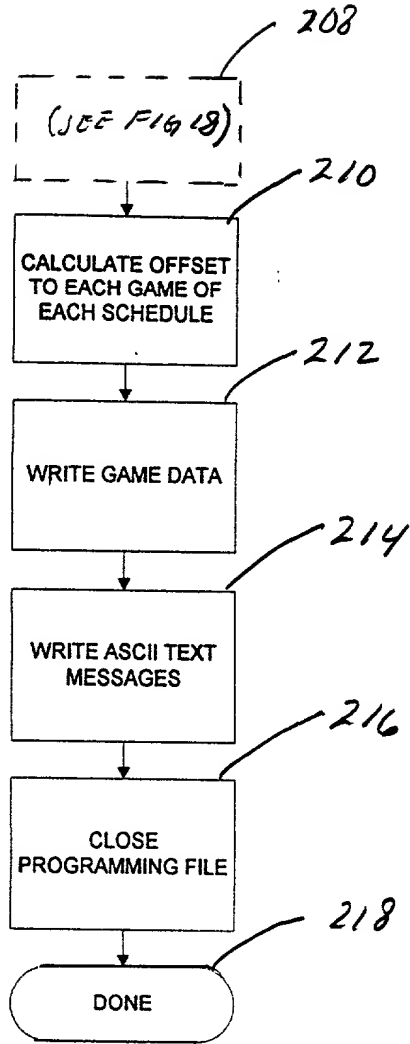 208
(SEE FIG 18)
210
CALCULATE OFFSET
TO EACH GAME OF
EACH SCHEDULE
212
WRITE GAME DATA
214
WRITE ASCII TEXT
MESSAGES
216
CLOSE
PROGRAMMING FILE
218
DONE